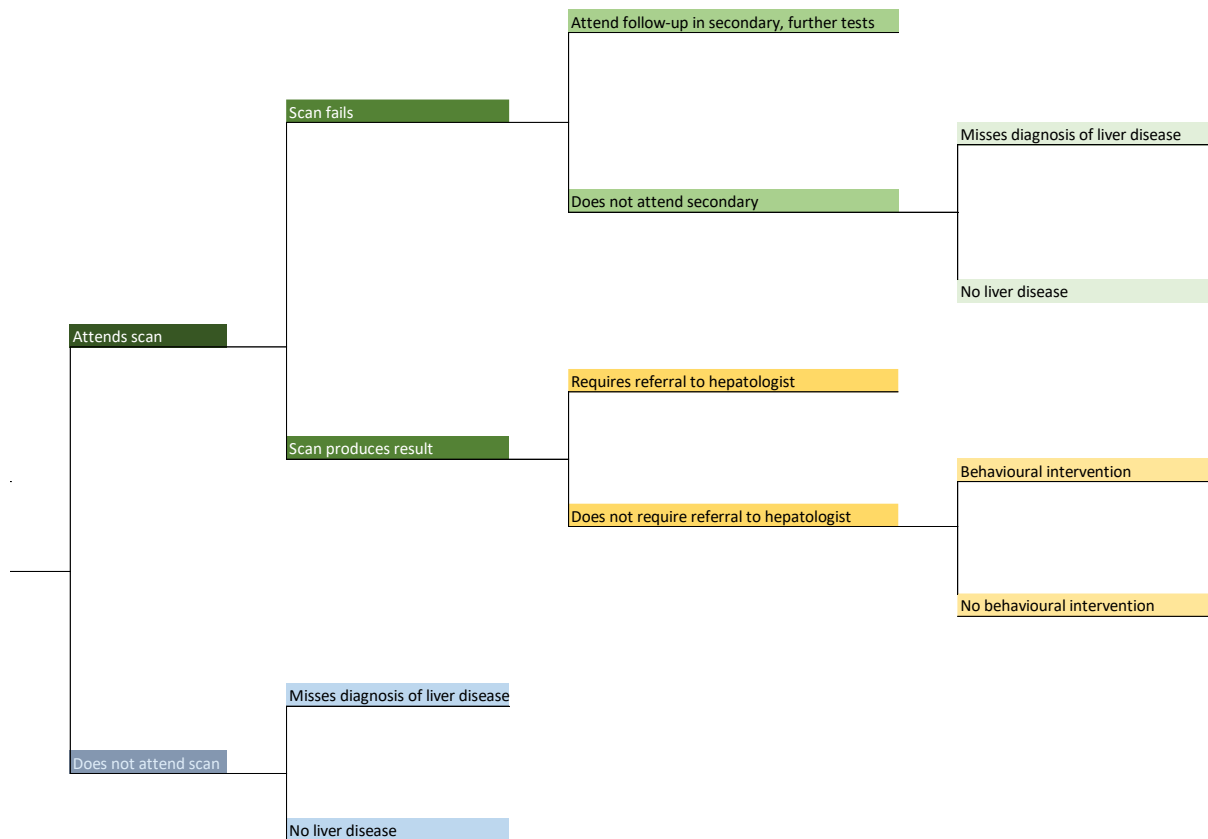 Attend follow-up in secondary, further tests
Scan fails
Misses diagnosis of liver disease
Does not attend secondary
No liver disease
Attends scan
Requires referral to hepatologist
Scan produces result
Behavioural intervention
Does not require referral to hepatologist
No behavioural intervention
Misses diagnosis of liver disease
Does not attend scan
No liver disease